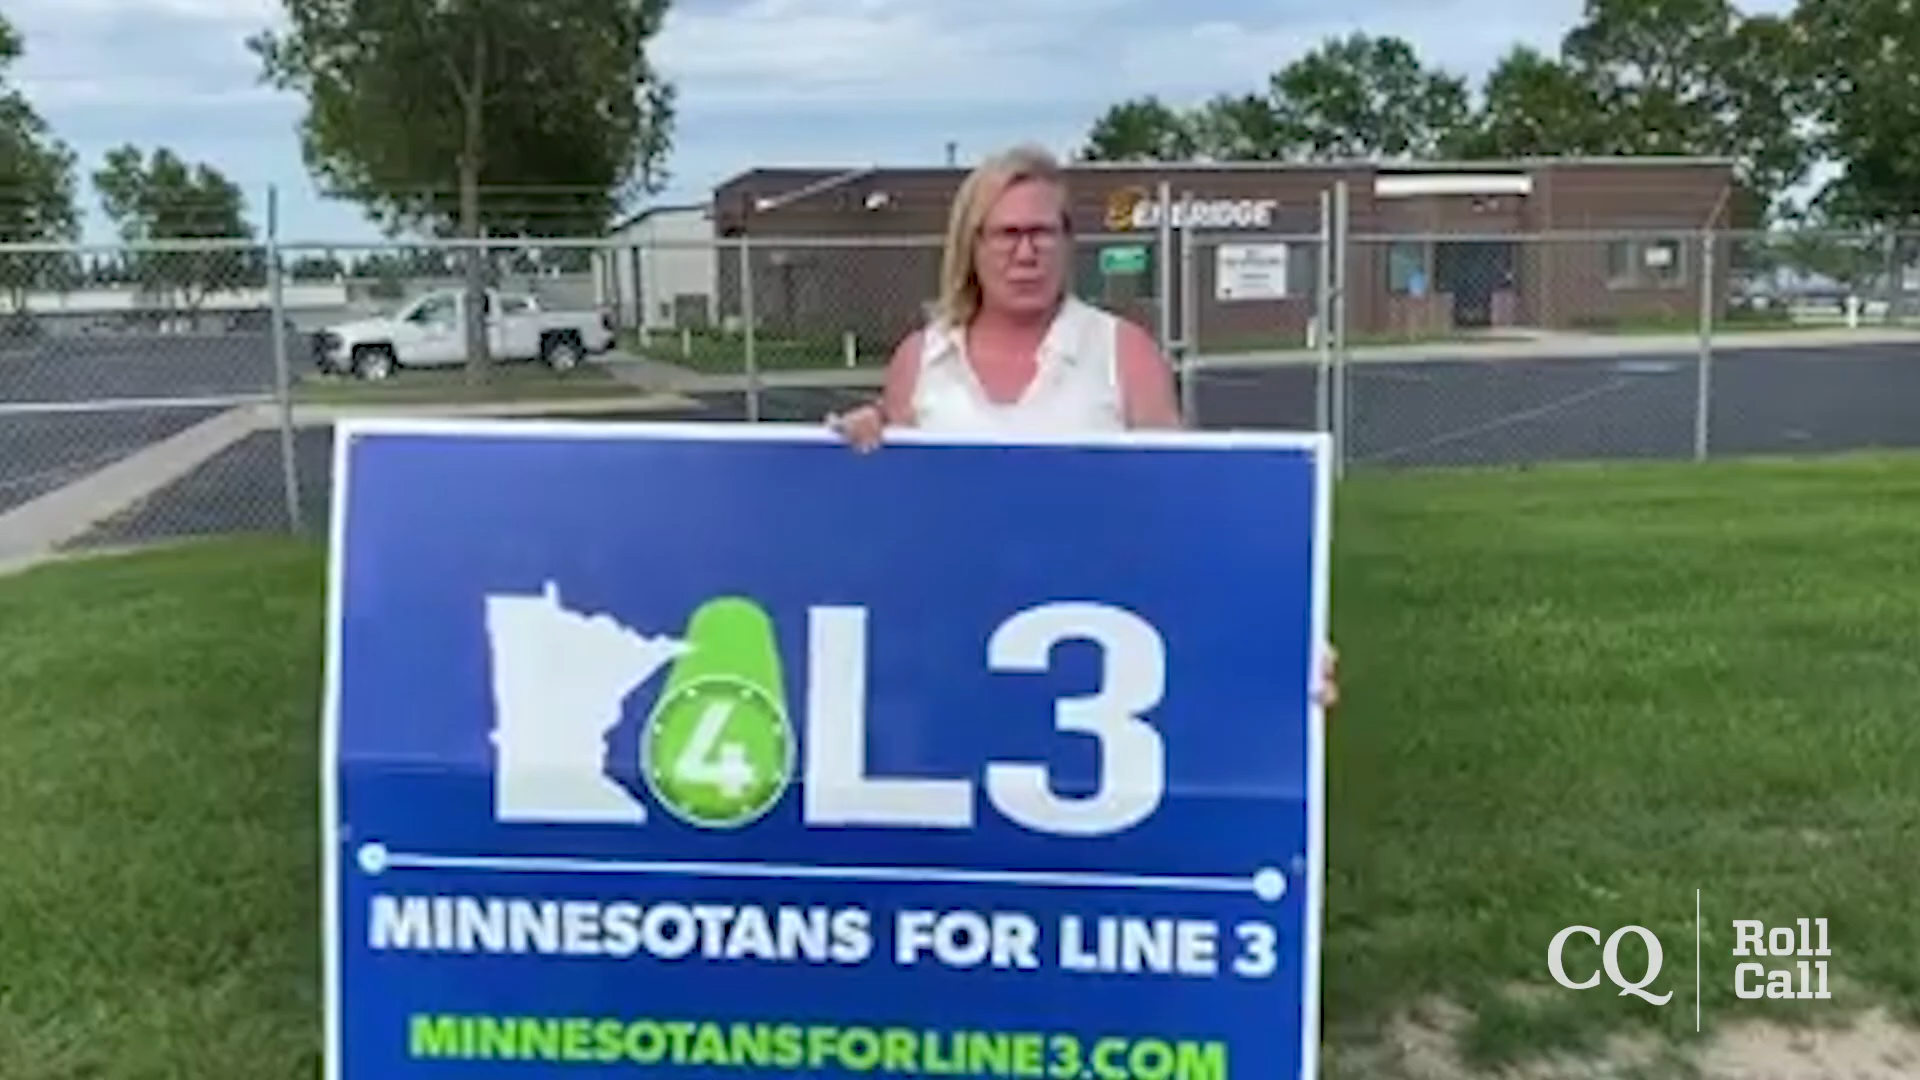 ENBRIDGE
4 L3
MINNESOTANS FOR LINE 3
MINNESOTANSFORLINE3.COM
CQ Roll Call